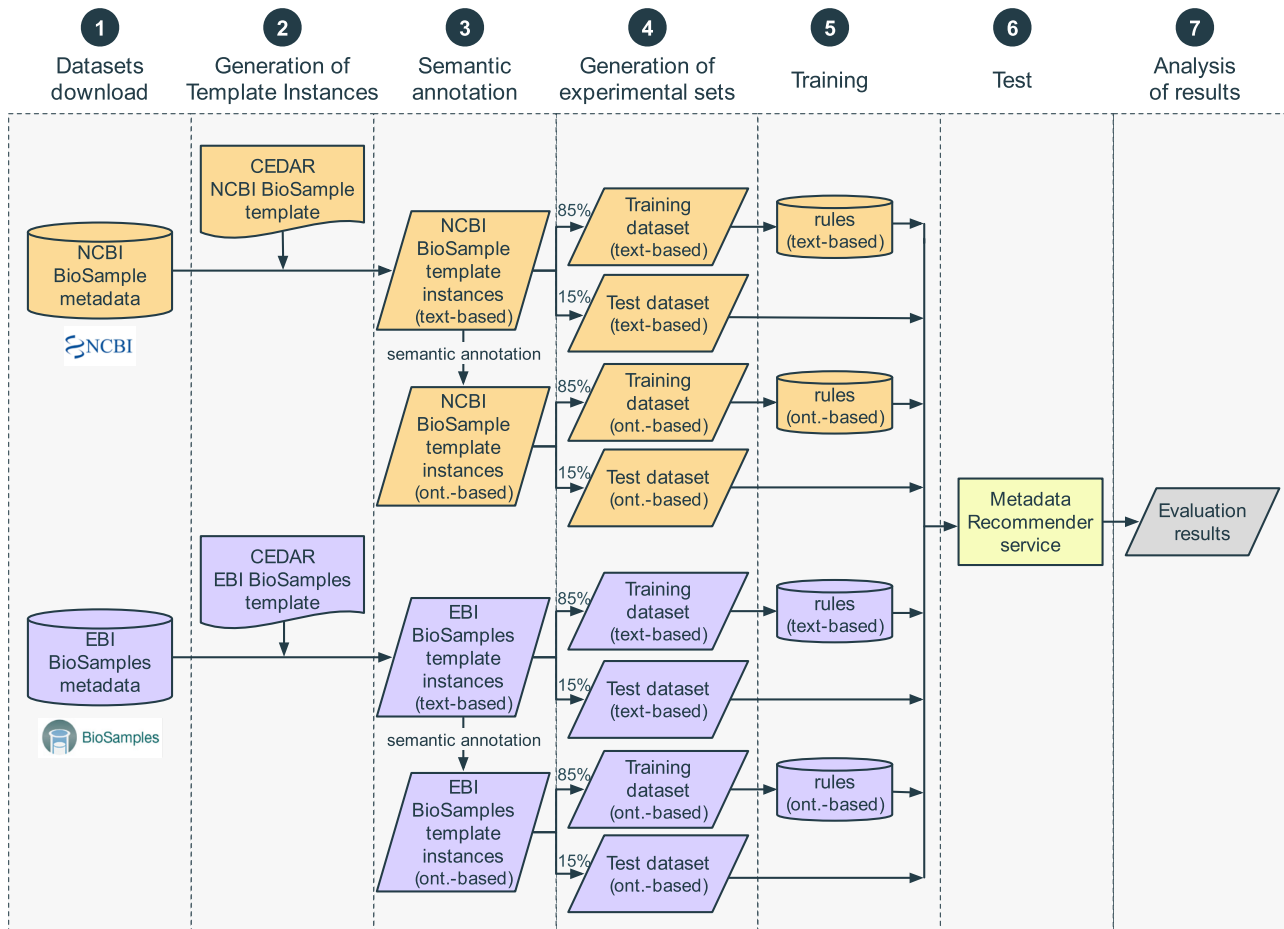 1
Datasets
download
2
Generation of
Template Instances
3
Semantic
annotation
4
Generation of
experimental sets
5
Training
6
Test
7
Analysis
of results
CEDAR
NCBI BioSample
template
NCBI
BioSample
metadata
NCBI
NCBI
BioSample
template
instances
(text-based)
85%
Training
dataset
(text-based)
rules
(text-based)
15%
Test dataset
(text-based)
semantic annotation
NCBI
BioSample
template
instances
(ont.-based)
85%
Training
dataset
(ont.-based)
rules
(ont.-based)
15%
Test dataset
(ont.-based)
Metadata
Recommender
service
Evaluation
results
CEDAR
EBI BioSamples
template
EBI
BioSamples
metadata
BioSamples
EBI
BioSamples
template
instances
(text-based)
85%
Training
dataset
(text-based)
rules
(text-based)
15%
Test dataset
(text-based)
semantic annotation
EBI
BioSamples
template
instances
(ont.-based)
85%
Training
dataset
(ont.-based)
rules
(ont.-based)
15%
Test dataset
(ont.-based)